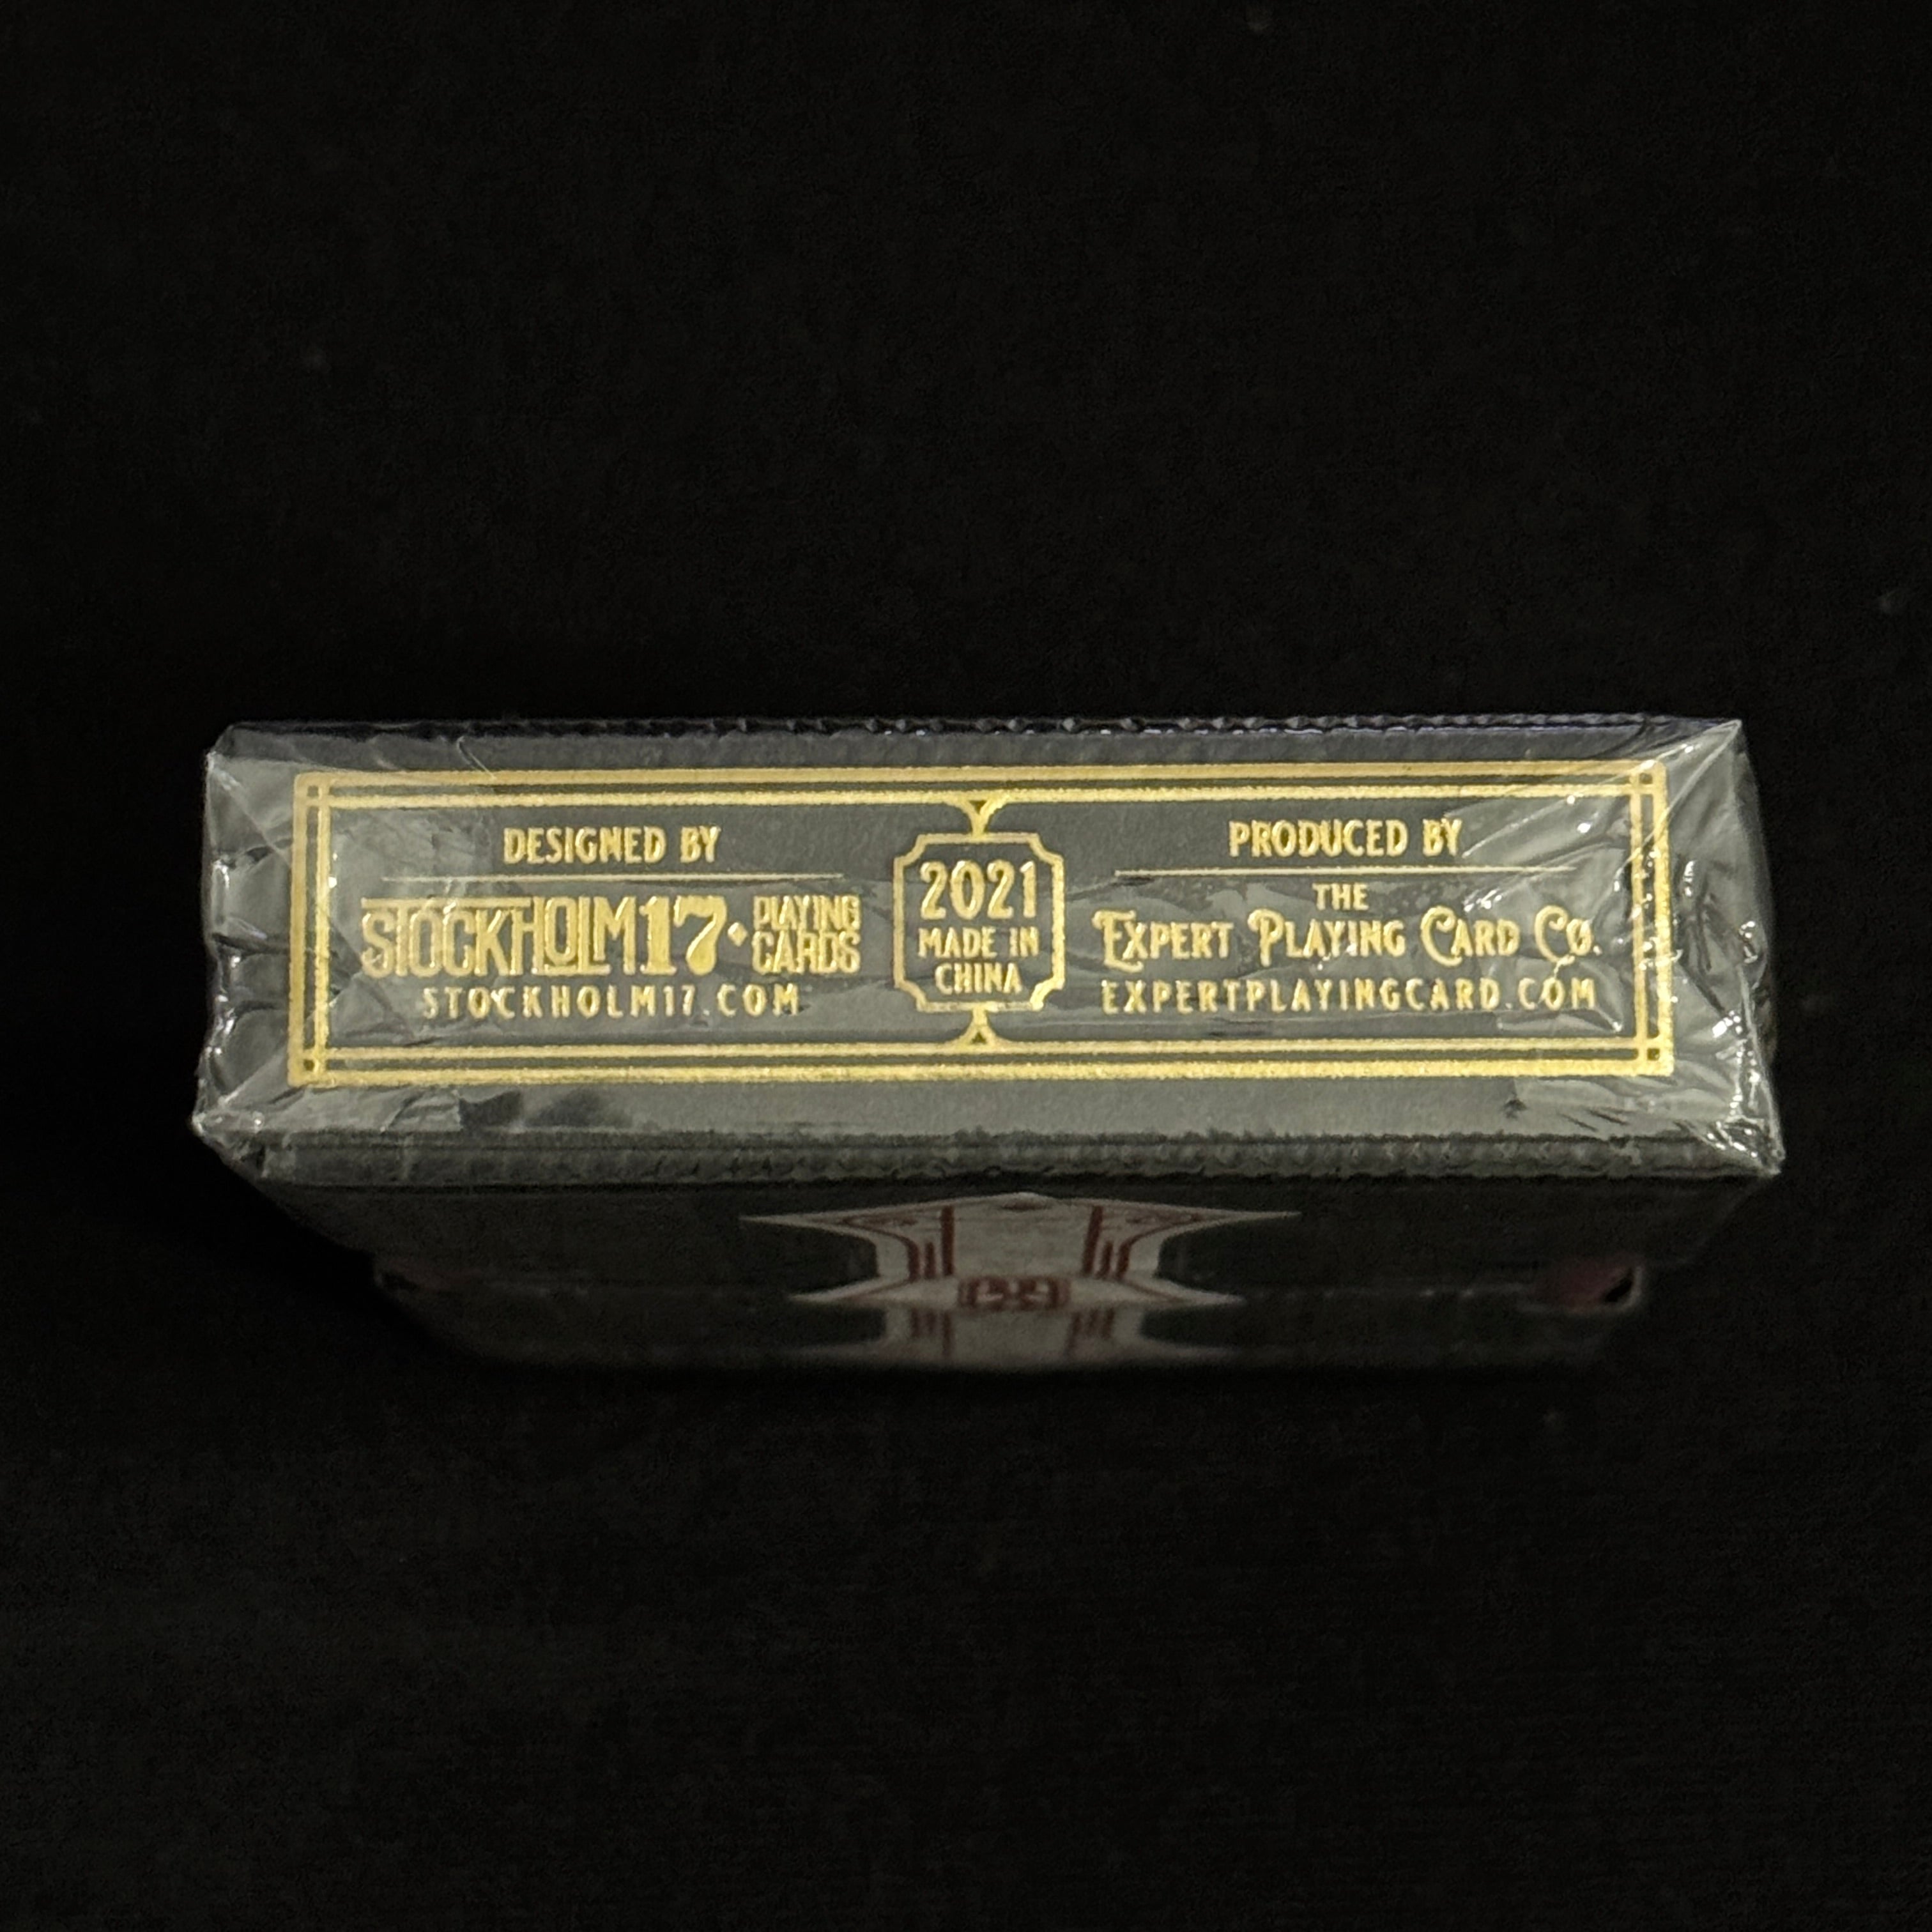 DESIGNED BY
STOCKHOLM17 PLAYING CARDS
STOCKHOLM17.COM
2021
MADE IN
CHINA
PRODUCED BY
THE
EXPERT PLAYING CARD CO.
EXPERTPLAYINGCARD.COM